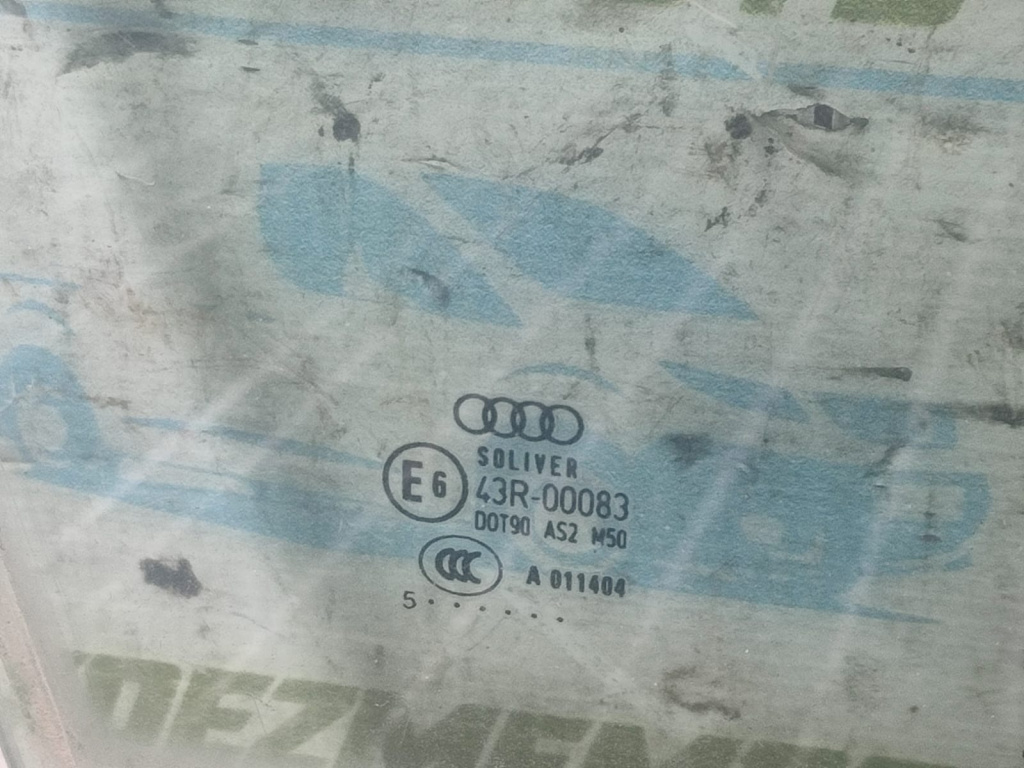 SOLIVER
E6 43R-00083
DOT90 AS2 M50
CCC A 011404
5 · · · · · ·